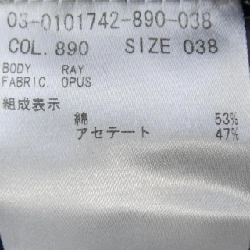 03-0101742-890-038
COL. 890 SIZE 038
BODY RAY
FABRIC. OPUS
組成表示
綿 53%
アセテート 47%